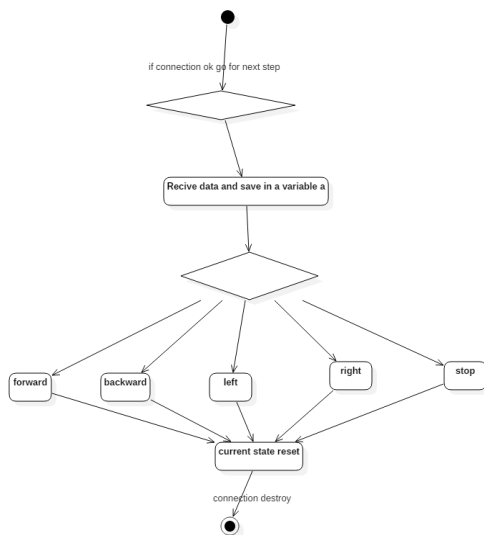 if connection ok go for next step
Recive data and save in a variable a
forward
backward
left
right
stop
current state reset
connection destroy